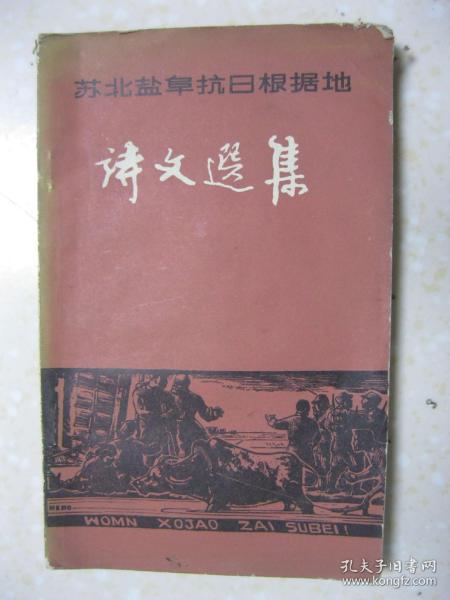 苏北盐阜抗日根据地
诗文選集
WOMN XOJAO ZAI SUBEI!
孔夫子旧书网
www.kongfz.com